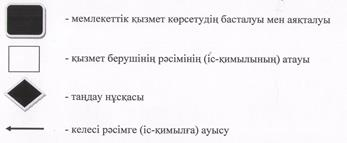 - мемлекеттік қызмет көрсетудің басталуы мен аяқталуы
- қызмет берушінің рәсімінің (іс-қимылының) атауы
- таңдау нұсқасы
- келесі рәсімге (іс-қимылға) ауысу